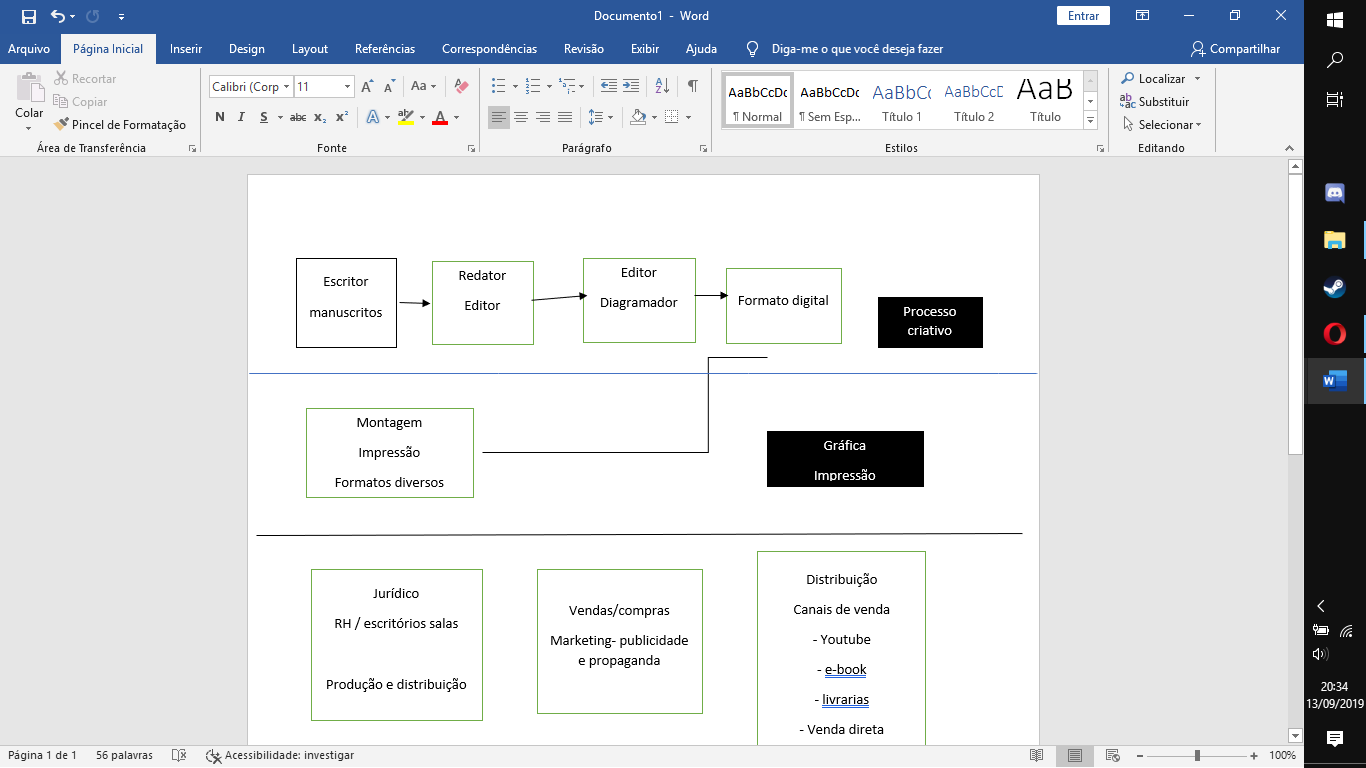 Documento1 - Word
Entrar
Arquivo
Página Inicial
Inserir
Design
Layout
Referências
Correspondências
Revisão
Exibir
Ajuda
Diga-me o que você deseja fazer
Compartilhar
Colar
Recortar
Copiar
Pincel de Formatação
Área de Transferência
Calibri (Corp
11
Aa
N I S abc x₂ x²
A
A
Fonte
Parágrafo
AaBbCcDc
¶ Normal
AaBbCcDc
¶ Sem Esp...
AaBbCc
Título 1
AaBbCcD
Título 2
AaB
Título
Estilos
Localizar
Substituir
Selecionar
Editando
Escritor
manuscritos
Redator
Editor
Editor
Diagramador
Formato digital
Processo
criativo
Montagem
Impressão
Formatos diversos
Gráfica
Impressão
Jurídico
RH / escritórios salas
Produção e distribuição
Vendas/compras
Marketing- publicidade
e propaganda
Distribuição
Canais de venda
- Youtube
- e-book
- livrarias
- Venda direta
Página 1 de 1
56 palavras
Acessibilidade: investigar
100%
20:34
13/09/2019